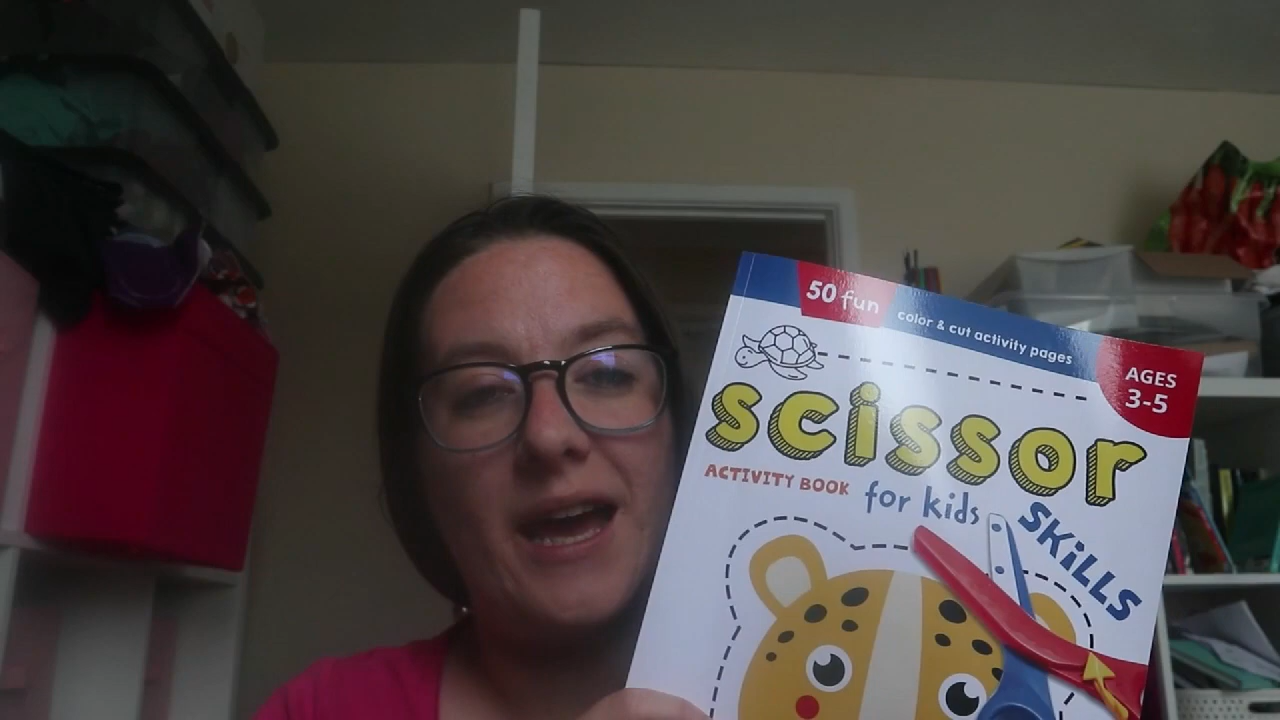 50 fun color & cut activity pages
AGES
3-5
scissor
ACTIVITY BOOK for kids
SKiLLS